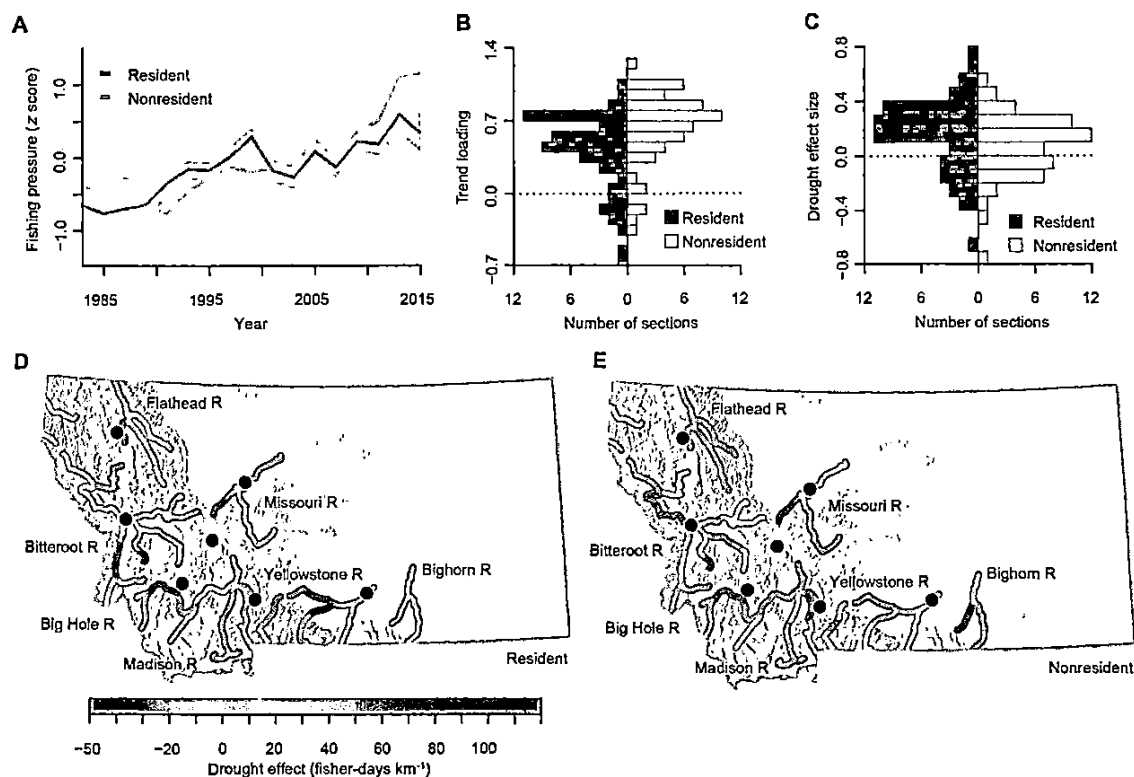 A
Fishing pressure (z score)
1.0
0.0
−1.0
Resident
Nonresident
1985
1995
2005
2015
Year
B
Trend loading
1.4
0.7
0.0
−0.7
Resident
Nonresident
12 6 0 6 12
Number of sections
C
Drought effect size
0.8
0.4
0.0
−0.4
−0.8
Resident
Nonresident
12 6 0 6 12
Number of sections
D
Flathead R
Missouri R
Bitteroot R
Yellowstone R
Bighorn R
Big Hole R
Madison R
Resident
−50 −20 0 20 40 60 80 100
Drought effect (fisher-days km⁻¹)
E
Flathead R
Missouri R
Bitteroot R
Yellowstone R
Bighorn R
Big Hole R
Madison R
Nonresident